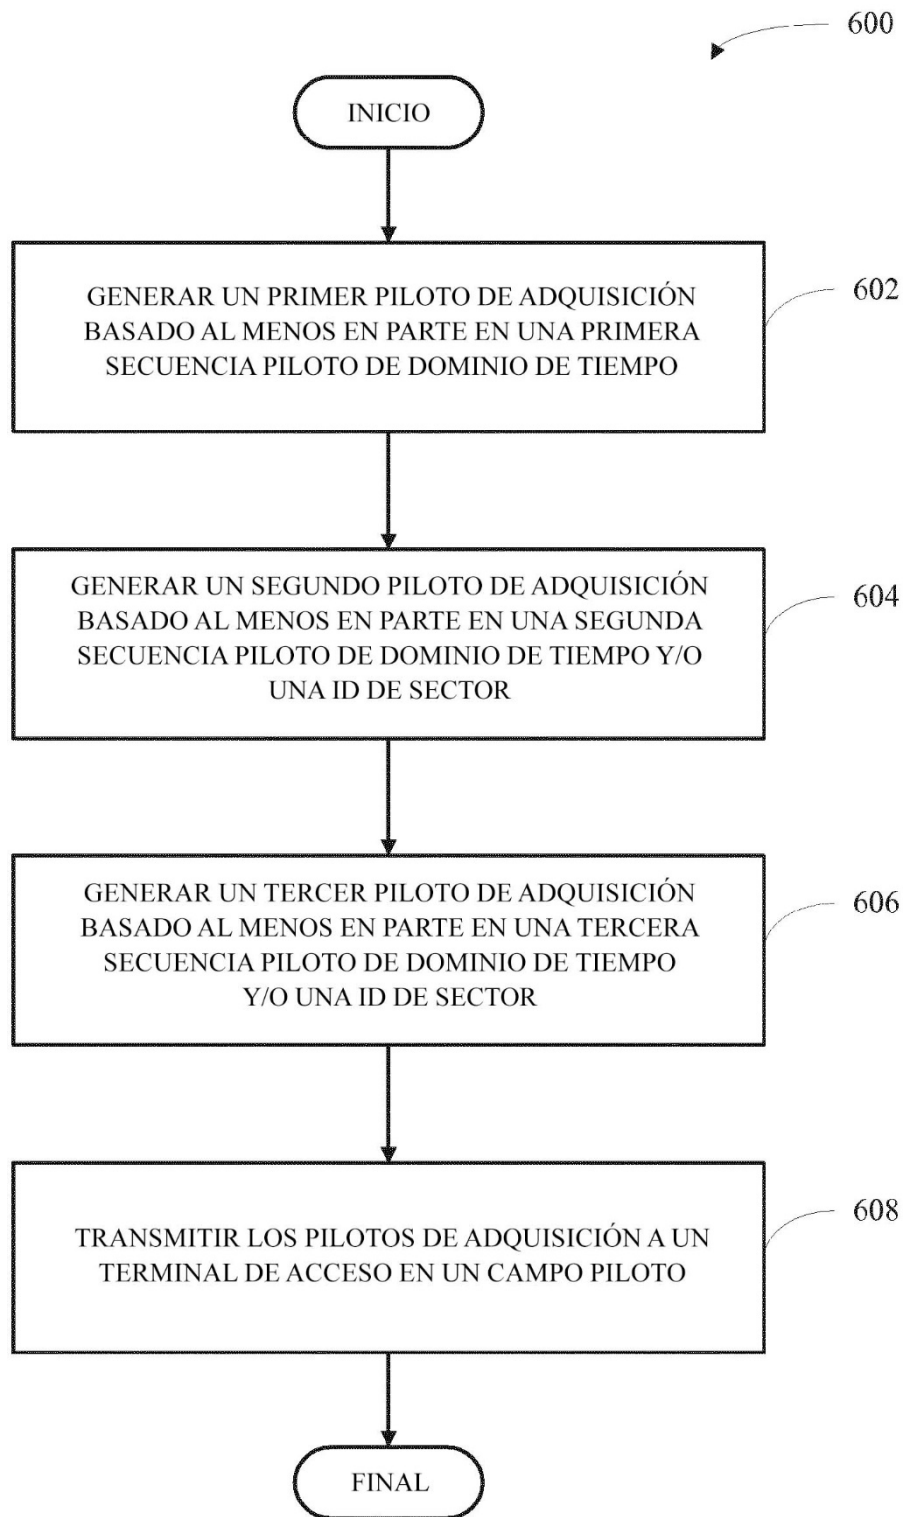 600
INICIO
GENERAR UN PRIMER PILOTO DE ADQUISICIÓN
BASADO AL MENOS EN PARTE EN UNA PRIMERA
SECUENCIA PILOTO DE DOMINIO DE TIEMPO
602
GENERAR UN SEGUNDO PILOTO DE ADQUISICIÓN
BASADO AL MENOS EN PARTE EN UNA SEGUNDA
SECUENCIA PILOTO DE DOMINIO DE TIEMPO Y/O
UNA ID DE SECTOR
604
GENERAR UN TERCER PILOTO DE ADQUISICIÓN
BASADO AL MENOS EN PARTE EN UNA TERCERA
SECUENCIA PILOTO DE DOMINIO DE TIEMPO
Y/O UNA ID DE SECTOR
606
TRANSMITIR LOS PILOTOS DE ADQUISICIÓN A UN
TERMINAL DE ACCESO EN UN CAMPO PILOTO
608
FINAL